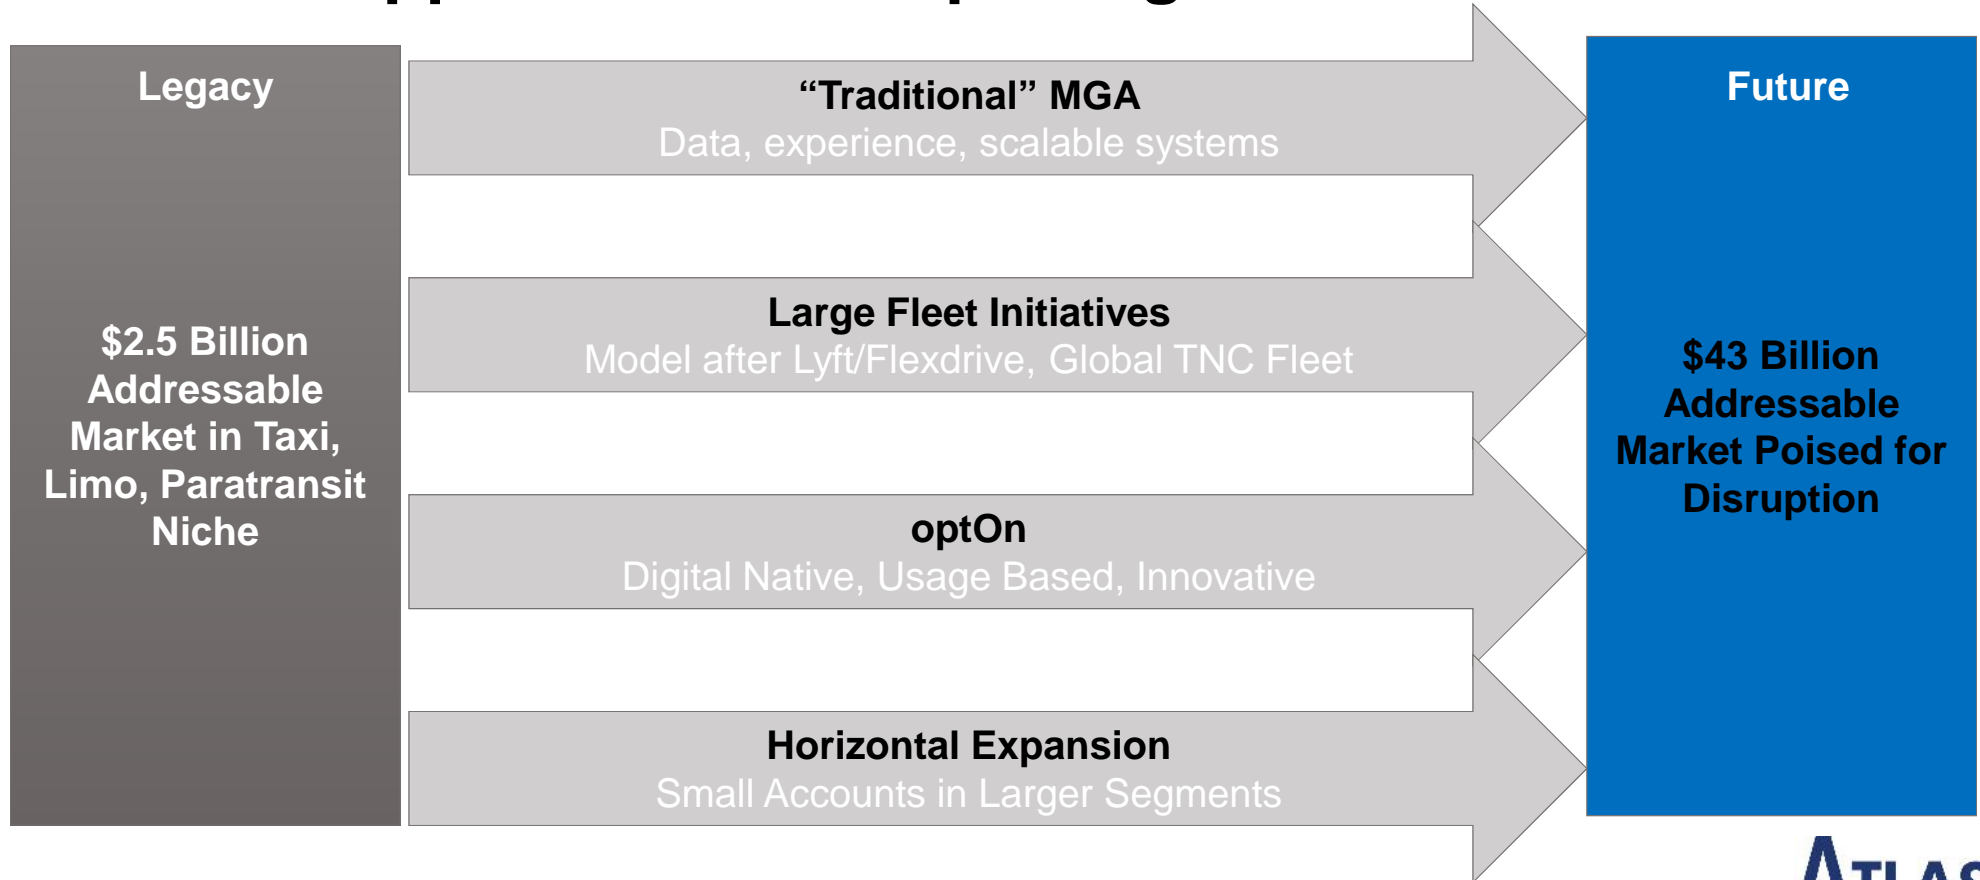 Legacy
$2.5 Billion
Addressable
Market in Taxi,
Limo, Paratransit
Niche
“Traditional” MGA
Data, experience, scalable systems
Large Fleet Initiatives
Model after Lyft/Flexdrive, Global TNC Fleet
optOn
Digital Native, Usage Based, Innovative
Horizontal Expansion
Small Accounts in Larger Segments
Future
$43 Billion
Addressable
Market Poised for
Disruption
ATLAS